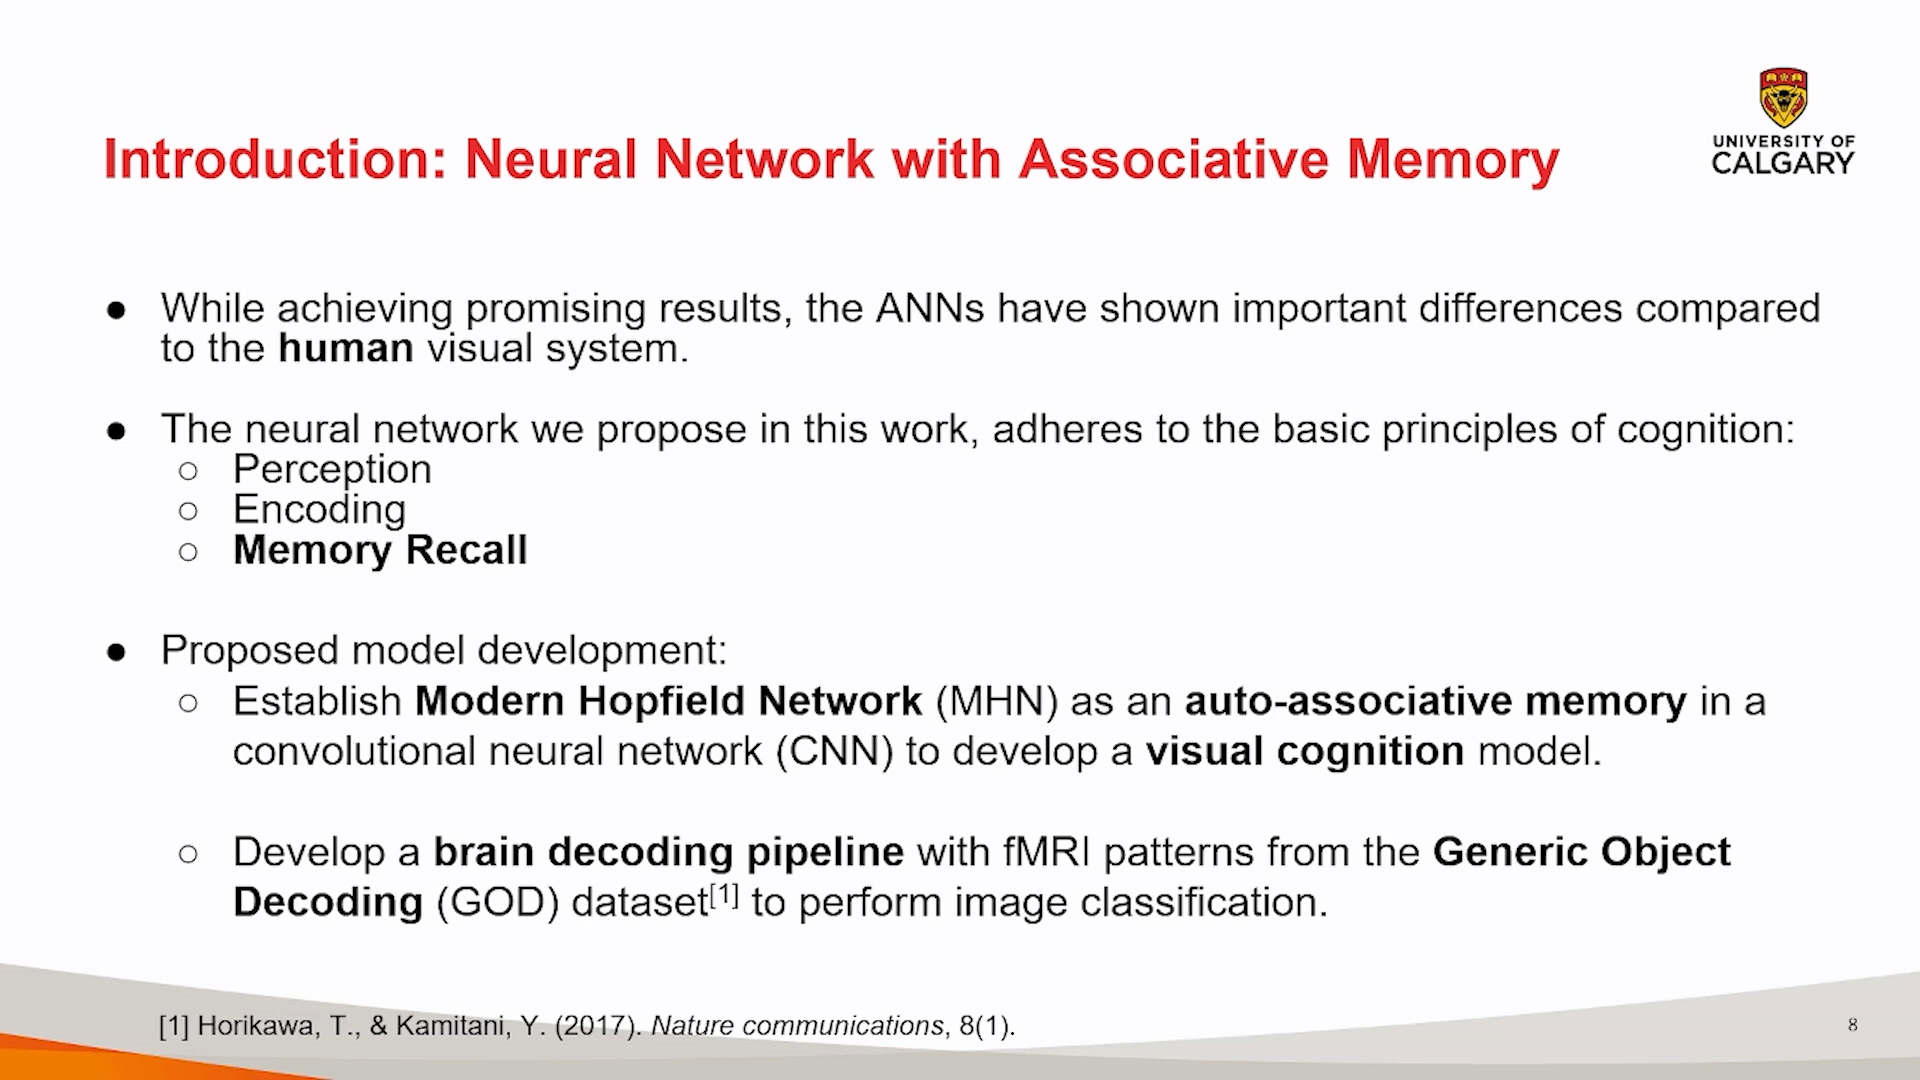 UNIVERSITY OF
CALGARY
Introduction: Neural Network with Associative Memory
● While achieving promising results, the ANNs have shown important differences compared
to the human visual system.
● The neural network we propose in this work, adheres to the basic principles of cognition:
○ Perception
○ Encoding
○ Memory Recall
● Proposed model development:
○ Establish Modern Hopfield Network (MHN) as an auto-associative memory in a
convolutional neural network (CNN) to develop a visual cognition model.
○ Develop a brain decoding pipeline with fMRI patterns from the Generic Object
Decoding (GOD) dataset[1] to perform image classification.
[1] Horikawa, T., & Kamitani, Y. (2017). Nature communications, 8(1).
8